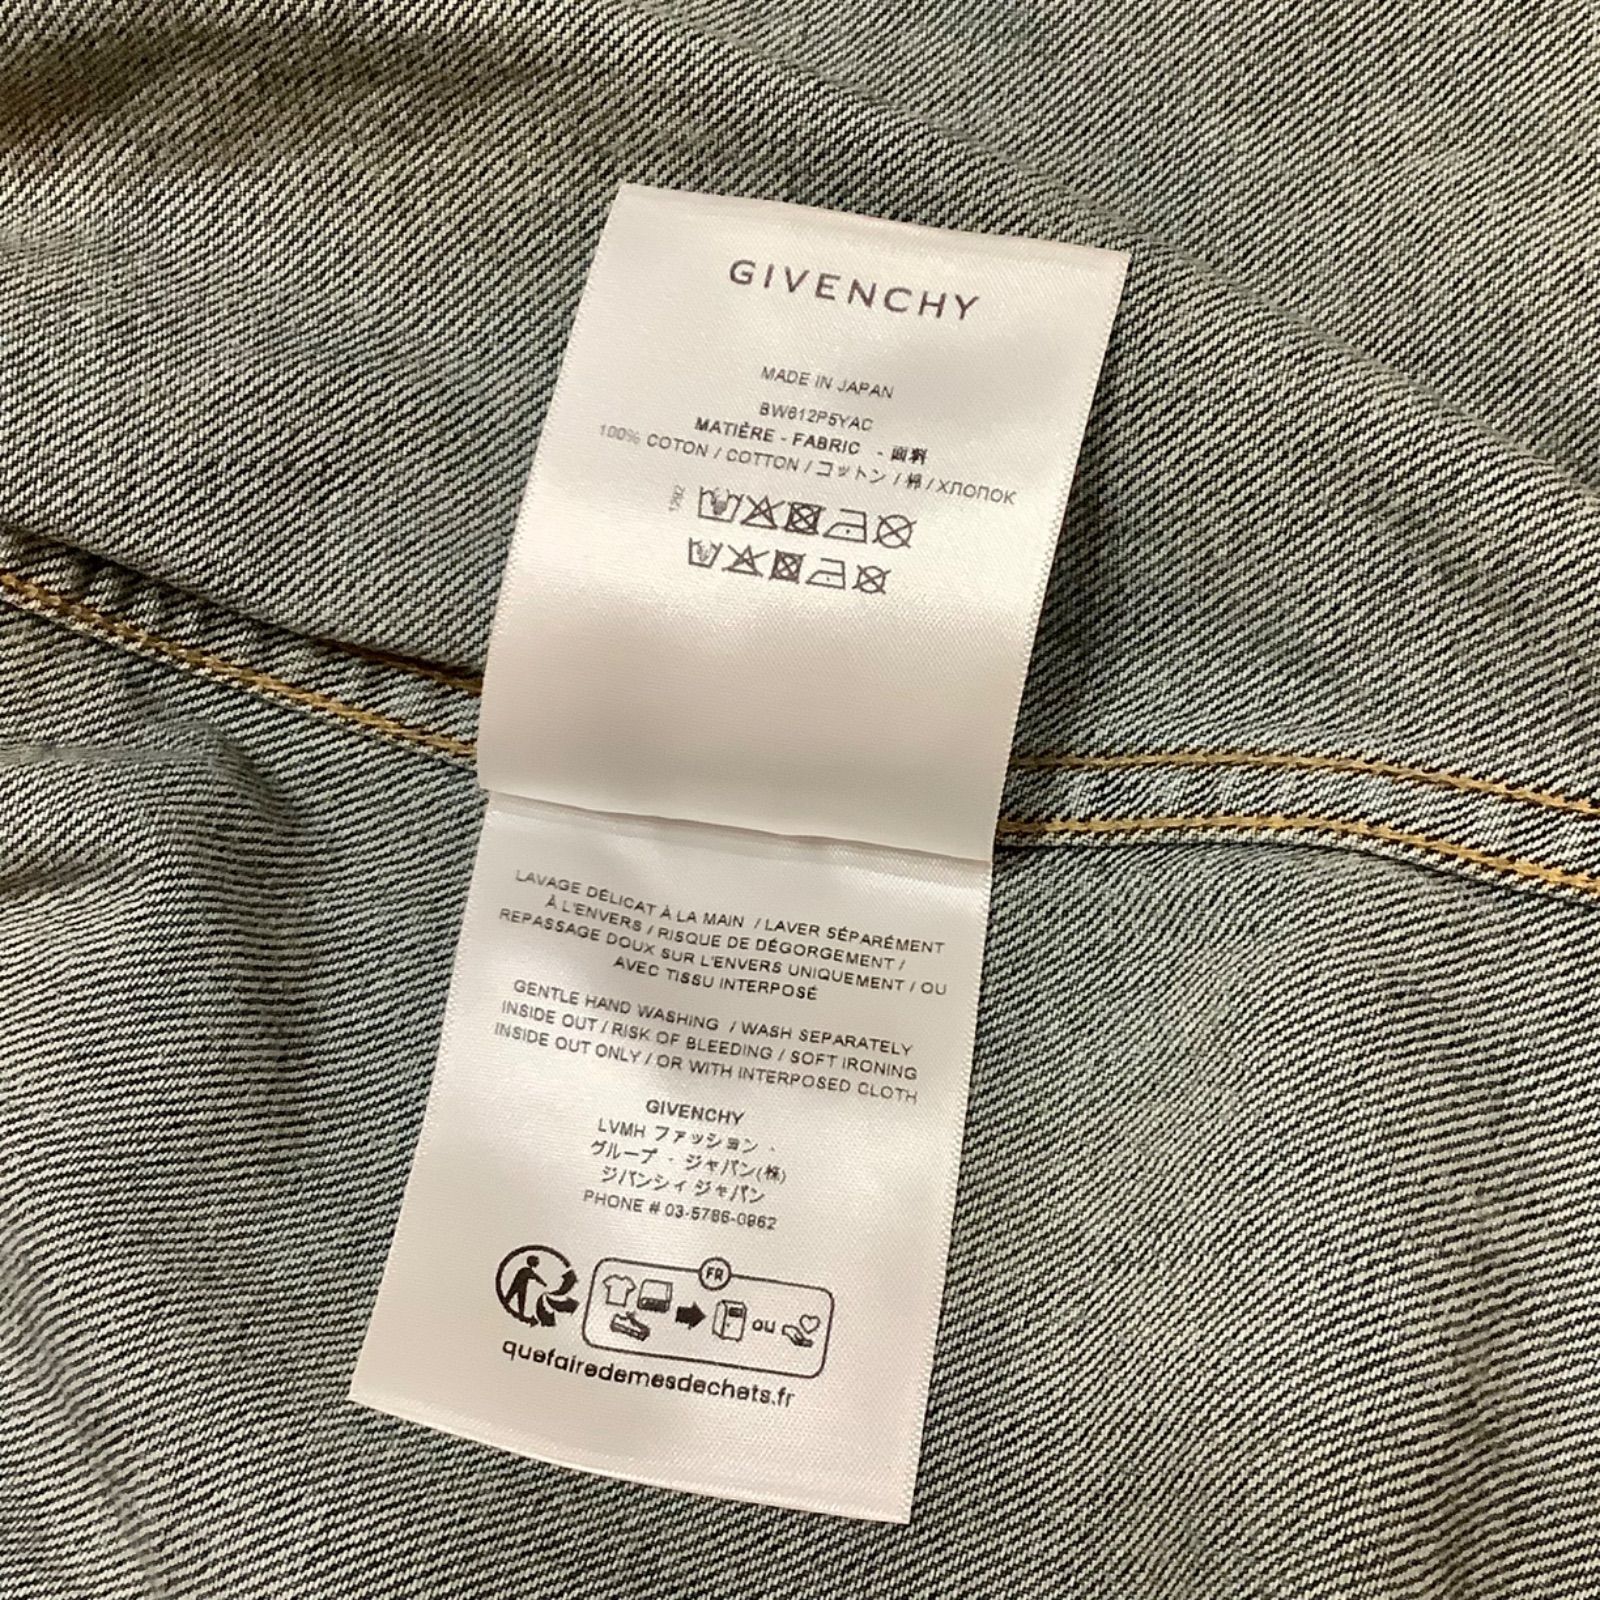 GIVENCHY
MADE IN JAPAN
BW612P5YAC
MATIÈRE - FABRIC - 面料
100% COTON / COTTON / コットン / 棉 / ХЛОПОК
LAVAGE DÉLICAT À LA MAIN / LAVER SÉPARÉMENT
À L'ENVERS / RISQUE DE DÉGORGEMENT /
REPASSAGE DOUX SUR L'ENVERS UNIQUEMENT / OU
AVEC TISSU INTERPOSÉ
GENTLE HAND WASHING / WASH SEPARATELY
INSIDE OUT / RISK OF BLEEDING / SOFT IRONING
INSIDE OUT ONLY / OR WITH INTERPOSED CLOTH
GIVENCHY
LVMH ファッション ・
グループ ・ ジャパン(株)
ジバンシィ ジャパン
PHONE # 03-5786-0962
FR
ou
quefairedemesdechets.fr